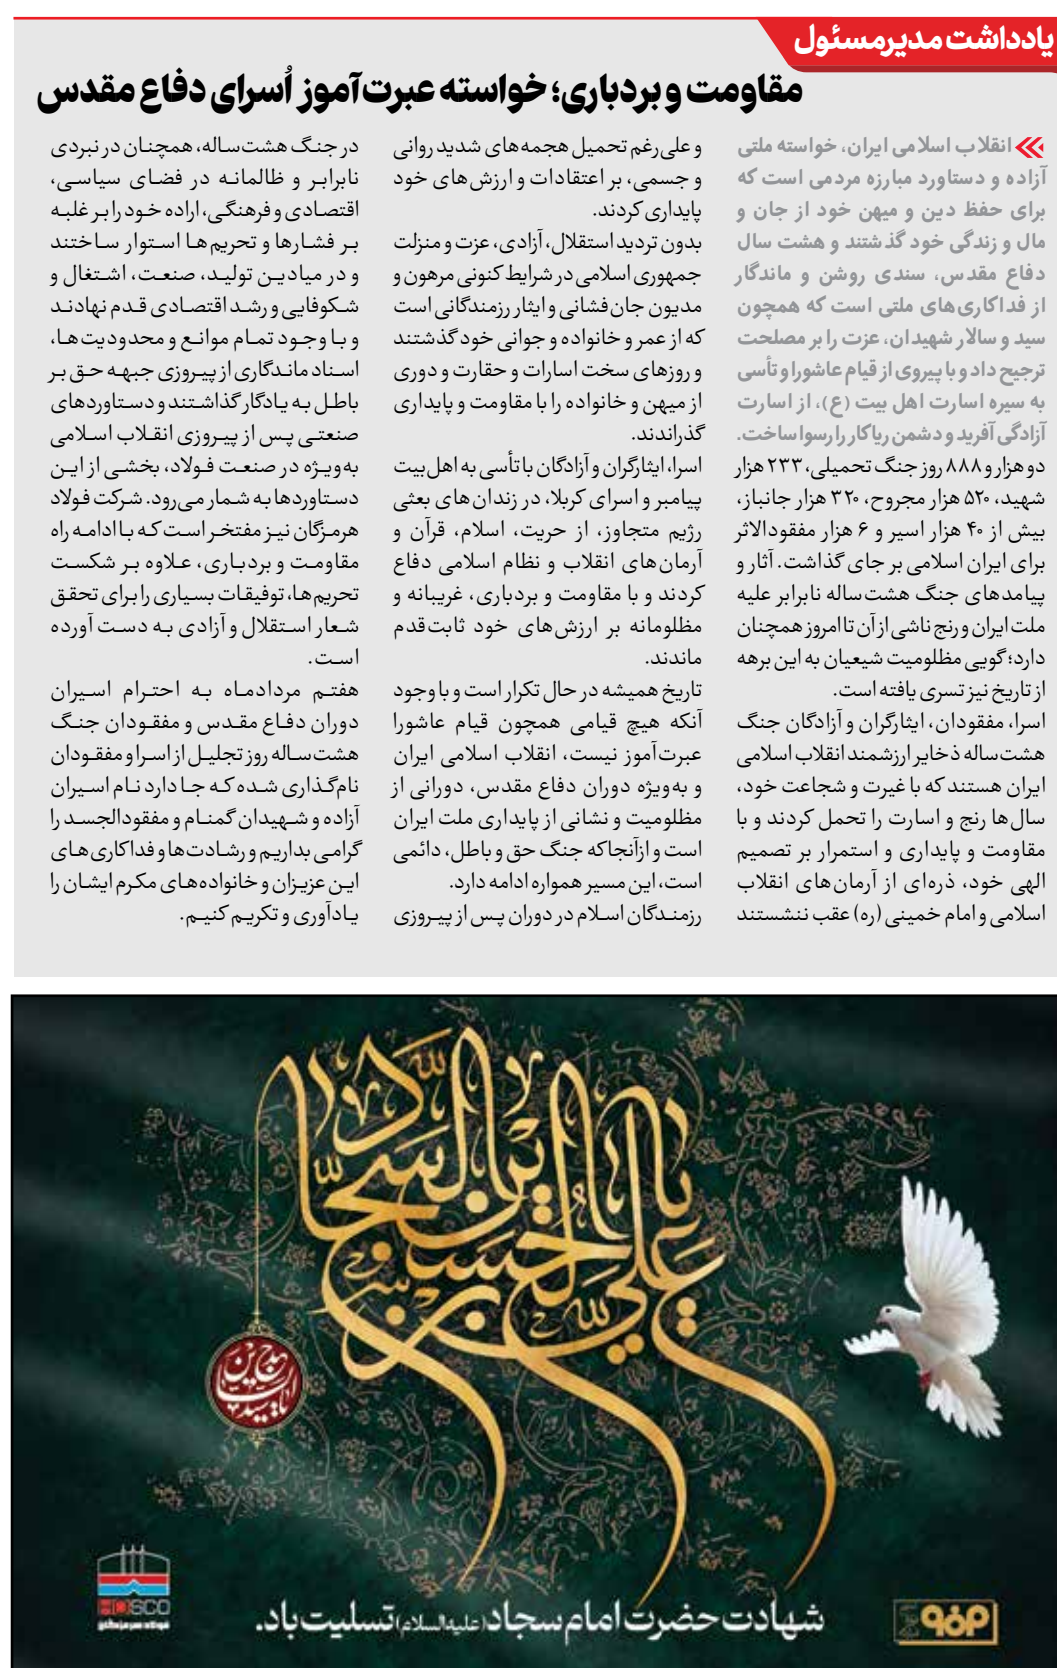 یادداشت مدیرمسئول
مقاومت و بردباری؛ خواسته عبرت‌آموز اُسرای دفاع مقدس
انقلاب اسلامی ایران، خواسته ملتی
آزاده و دستاورد مبارزه مردمی است که
برای حفظ دین و میهن خود از جان و
مال و زندگی خود گذشتند و هشت سال
دفاع مقدس، سندی روشن و ماندگار
از فداکاری‌های ملتی است که همچون
سید و سالار شهیدان، عزت را بر مصلحت
ترجیح داد و با پیروی از قیام عاشورا و تأسی
به سیره اسارت اهل بیت (ع)، از اسارت
آزادگی آفرید و دشمن ریاکار را رسوا ساخت.
دو هزار و ۸۸۸ روز جنگ تحمیلی، ۲۳۳ هزار
شهید، ۵۲۰ هزار مجروح، ۳۲۰ هزار جانباز،
بیش از ۴۰ هزار اسیر و ۶ هزار مفقودالاثر
برای ایران اسلامی بر جای گذاشت. آثار و
پیامدهای جنگ هشت‌ساله نابرابر علیه
ملت ایران و رنج ناشی از آن تا امروز همچنان
دارد؛ گویی مظلومیت شیعیان به این برهه
از تاریخ نیز تسری یافته است.
اسرا، مفقودان، ایثارگران و آزادگان جنگ
هشت‌ساله ذخایر ارزشمند انقلاب اسلامی
ایران هستند که با غیرت و شجاعت خود،
سال‌ها رنج و اسارت را تحمل کردند و با
مقاومت و پایداری و استمرار بر تصمیم
الهی خود، ذره‌ای از آرمان‌های انقلاب
اسلامی و امام خمینی (ره) عقب ننشستند
و علی‌رغم تحمیل هجمه‌های شدید روانی
و جسمی، بر اعتقادات و ارزش‌های خود
پایداری کردند.
بدون تردید استقلال، آزادی، عزت و منزلت
جمهوری اسلامی در شرایط کنونی مرهون و
مدیون جان‌فشانی و ایثار رزمندگانی است
که از عمر و خانواده و جوانی خود گذشتند
و روزهای سخت اسارات و حقارت و دوری
از میهن و خانواده را با مقاومت و پایداری
گذراندند.
اسرا، ایثارگران و آزادگان با تأسی به اهل بیت
پیامبر و اسرای کربلا، در زندان‌های بعثی
رژیم متجاوز، از حریت، اسلام، قرآن و
آرمان‌های انقلاب و نظام اسلامی دفاع
کردند و با مقاومت و بردباری، غریبانه و
مظلومانه بر ارزش‌های خود ثابت‌قدم
ماندند.
تاریخ همیشه در حال تکرار است و با وجود
آنکه هیچ قیامی همچون قیام عاشورا
عبرت‌آموز نیست، انقلاب اسلامی ایران
و به‌ویژه دوران دفاع مقدس، دورانی از
مظلومیت و نشانی از پایداری ملت ایران
است و ازآنجاکه جنگ حق و باطل، دائمی
است، این مسیر همواره ادامه دارد.
رزمندگان اسلام در دوران پس از پیروزی
در جنگ هشت‌ساله، همچنان در نبردی
نابرابر و ظالمانه در فضای سیاسی،
اقتصادی و فرهنگی، اراده خود را بر غلبه
بر فشارها و تحریم‌ها استوار ساختند
و در میادین تولید، صنعت، اشتغال و
شکوفایی و رشد اقتصادی قدم نهادند
و با وجود تمام موانع و محدودیت‌ها،
اسناد ماندگاری از پیروزی جبهه حق بر
باطل به یادگار گذاشتند و دستاوردهای
صنعتی پس از پیروزی انقلاب اسلامی
به‌ویژه در صنعت فولاد، بخشی از این
دستاوردها به شمار می‌رود. شرکت فولاد
هرمزگان نیز مفتخر است که با ادامه راه
مقاومت و بردباری، علاوه بر شکست
تحریم‌ها، توفیقات بسیاری را برای تحقق
شعار استقلال و آزادی به دست آورده
است.
هفتم مردادماه به احترام اسیران
دوران دفاع مقدس و مفقودان جنگ
هشت‌ساله روز تجلیل از اسرا و مفقودان
نام‌گذاری شده که جا دارد نام اسیران
آزاده و شهیدان گمنام و مفقودالجسد را
گرامی بداریم و رشادت‌ها و فداکاری‌های
این عزیزان و خانواده‌های مکرم ایشان را
یادآوری و تکریم کنیم.
یا علی بن الحسین السجاد
شهادت حضرت امام سجاد (علیه‌السلام) تسلیت باد.
HOSCO